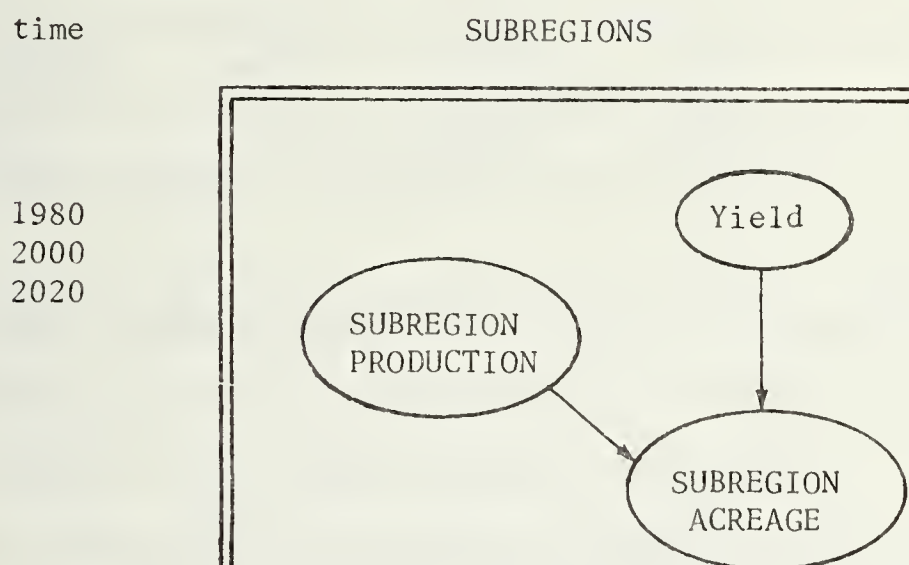 time
SUBREGIONS
1980
2000
2020
Yield
SUBREGION
PRODUCTION
SUBREGION
ACREAGE